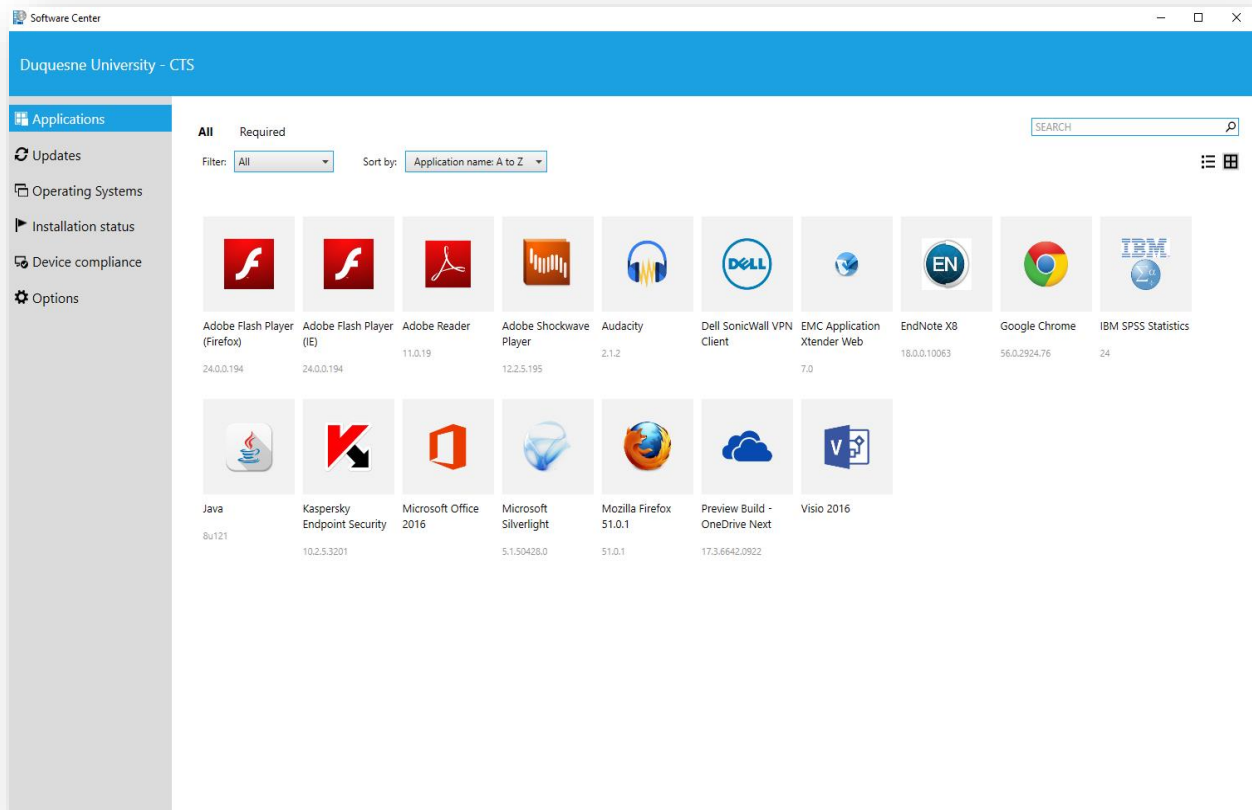 Software Center
Duquesne University - CTS
Applications
Updates
Operating Systems
Installation status
Device compliance
Options
All Required
SEARCH
Filter: All Sort by: Application name: A to Z
DELL
EN
IBM
Σα
Adobe Flash Player
(Firefox)
24.0.0.194
Adobe Flash Player
(IE)
24.0.0.194
Adobe Reader
11.0.19
Adobe Shockwave
Player
12.2.5.195
Audacity
2.1.2
Dell SonicWall VPN
Client
EMC Application
Xtender Web
7.0
EndNote X8
18.0.0.10063
Google Chrome
56.0.2924.76
IBM SPSS Statistics
24
V
Java
8u121
Kaspersky
Endpoint Security
10.2.5.3201
Microsoft Office
2016
Microsoft
Silverlight
5.1.50428.0
Mozilla Firefox
51.0.1
51.0.1
Preview Build -
OneDrive Next
17.3.6642.0922
Visio 2016